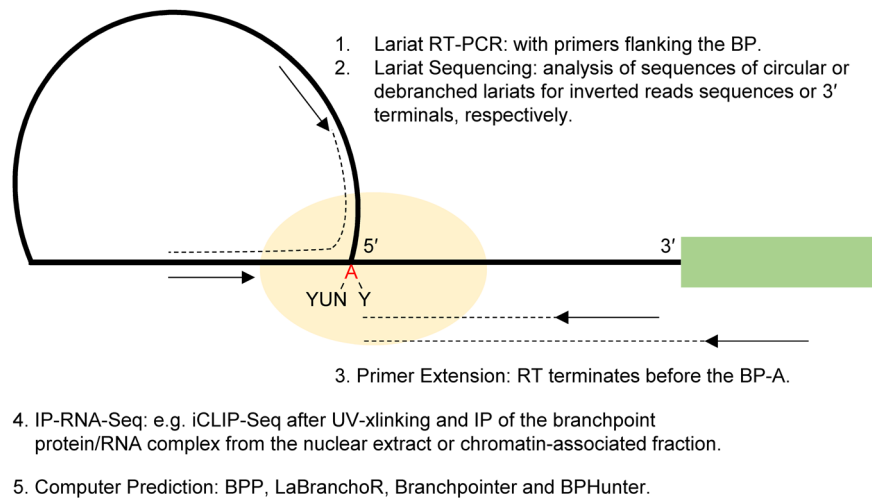 1. Lariat RT-PCR: with primers flanking the BP.
2. Lariat Sequencing: analysis of sequences of circular or
debranched lariats for inverted reads sequences or 3′
terminals, respectively.
5′
3′
A
YUN Y
3. Primer Extension: RT terminates before the BP-A.
4. IP-RNA-Seq: e.g. iCLIP-Seq after UV-xlinking and IP of the branchpoint
protein/RNA complex from the nuclear extract or chromatin-associated fraction.
5. Computer Prediction: BPP, LaBranchoR, Branchpointer and BPHunter.